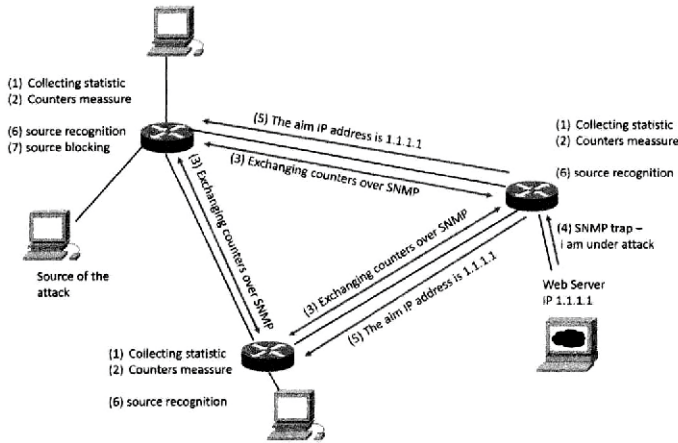 (1) Collecting statistic
(2) Counters meassure
(6) source recognition
(7) source blocking
(5) The aim IP address is 1.1.1.1
(3) Exchanging counters over SNMP
(1) Collecting statistic
(2) Counters meassure
(6) source recognition
(3) Exchanging counters over SNMP
(3) Exchanging counters over SNMP
(5) The aim IP address is 1.1.1.1
(4) SNMP trap –
i am under attack
Source of the
attack
Web Server
IP 1.1.1.1
(1) Collecting statistic
(2) Counters meassure
(6) source recognition